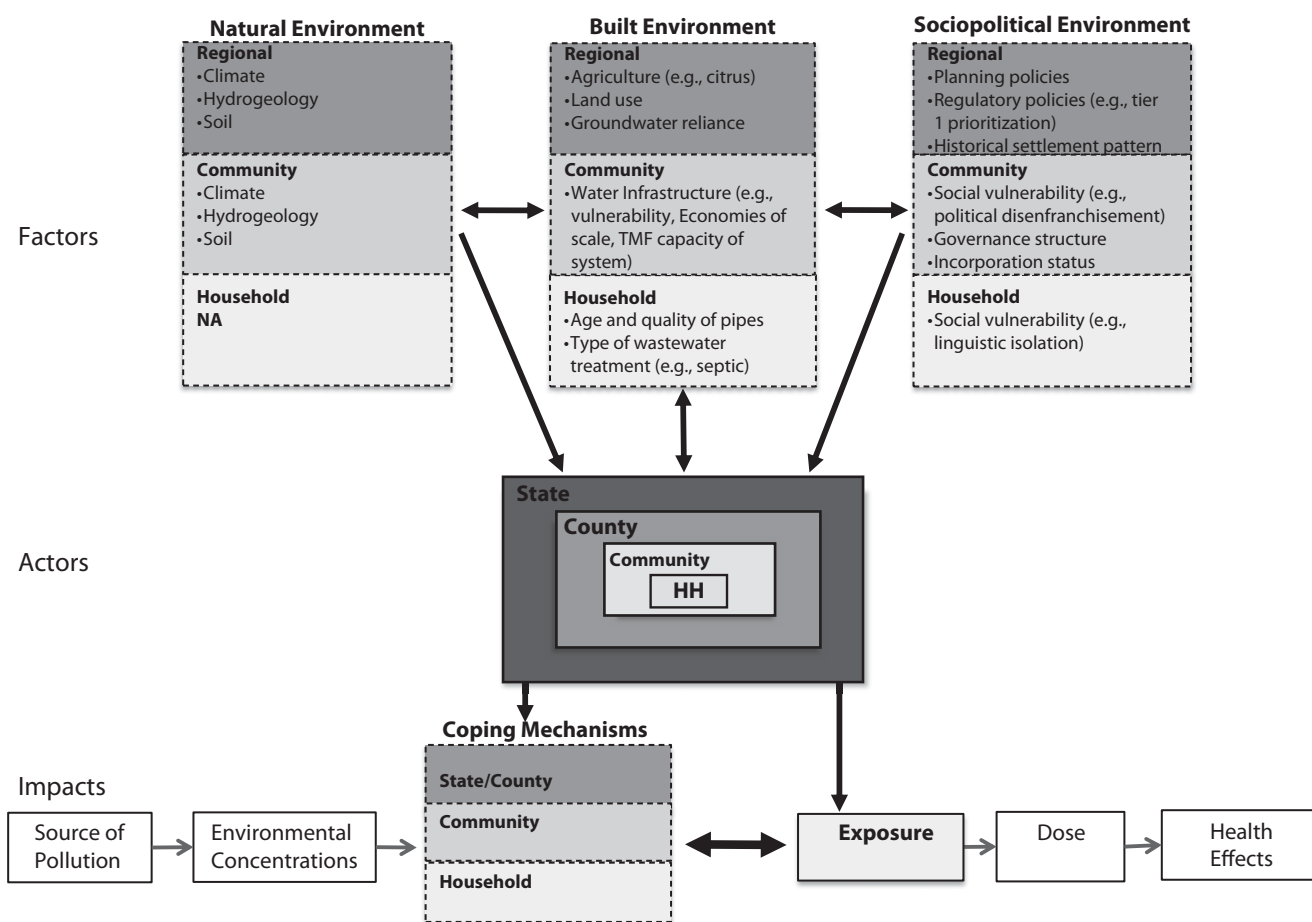 Natural Environment
Regional
•Climate
•Hydrogeology
•Soil
Community
•Climate
•Hydrogeology
•Soil
Household
NA
Built Environment
Regional
•Agriculture (e.g., citrus)
•Land use
•Groundwater reliance
Community
•Water Infrastructure (e.g.,
vulnerability, Economies of
scale, TMF capacity of
system)
Household
•Age and quality of pipes
•Type of wastewater
treatment (e.g., septic)
Sociopolitical Environment
Regional
•Planning policies
•Regulatory policies (e.g., tier
1 prioritization)
•Historical settlement pattern
Community
•Social vulnerability (e.g.,
political disenfranchisement)
•Governance structure
•Incorporation status
Household
•Social vulnerability (e.g.,
linguistic isolation)
Factors
Actors
State
County
Community
HH
Impacts
Source of
Pollution
Environmental
Concentrations
Coping Mechanisms
State/County
Community
Household
Exposure
Dose
Health
Effects